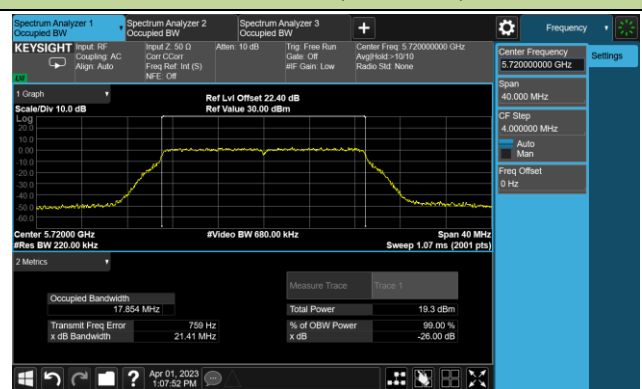 Spectrum Analyzer 1
Occupied BW
Spectrum Analyzer 2
Occupied BW
Spectrum Analyzer 3
Occupied BW
+
Frequency
KEYSIGHT
Input: RF
Coupling: AC
Align: Auto
Input Z: 50 Ω
Corr CCorr
Freq Ref: Int (S)
NFE: Off
Atten: 10 dB
Trig: Free Run
Gate: Off
#IF Gain: Low
Center Freq: 5.720000000 GHz
Avg|Hold:>10/10
Radio Std: None
LVI
Center Frequency
5.720000000 GHz
Settings
Span
40.000 MHz
CF Step
4.000000 MHz
Auto
Man
Freq Offset
0 Hz
1 Graph
Scale/Div 10.0 dB
Ref Lvl Offset 22.40 dB
Ref Value 30.00 dBm
Log
20.0
10.0
0.00
-10.0
-20.0
-30.0
-40.0
-50.0
-60.0
Center 5.72000 GHz
#Video BW 680.00 kHz
Span 40 MHz
#Res BW 220.00 kHz
Sweep 1.07 ms (2001 pts)
2 Metrics
Measure Trace
Trace 1
Occupied Bandwidth
17.854 MHz
Total Power
19.3 dBm
Transmit Freq Error
759 Hz
% of OBW Power
99.00 %
x dB Bandwidth
21.41 MHz
x dB
-26.00 dB
?
Apr 01, 2023
1:07:52 PM